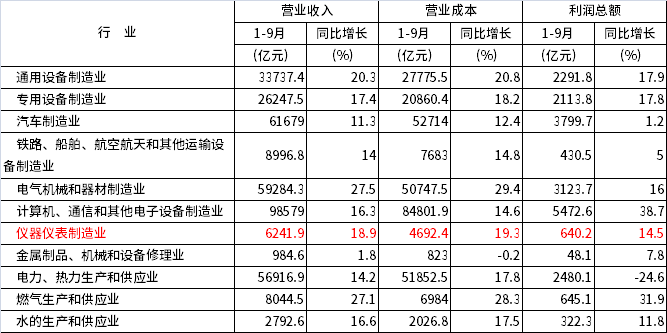 行 业 营业收入 营业成本 利润总额
1-9月 同比增长 1-9月 同比增长 1-9月 同比增长
(亿元) (%) (亿元) (%) (亿元) (%)
通用设备制造业 33737.4 20.3 27775.5 20.8 2291.8 17.9
专用设备制造业 26247.5 17.4 20860.4 18.2 2113.8 17.8
汽车制造业 61679 11.3 52714 12.4 3799.7 1.2
铁路、船舶、航空航天和其他运输设
备制造业 8996.8 14 7683 14.8 430.5 5
电气机械和器材制造业 59284.3 27.5 50747.5 29.4 3123.7 16
计算机、通信和其他电子设备制造业 98579 16.3 84801.9 14.6 5472.6 38.7
仪器仪表制造业 6241.9 18.9 4692.4 19.3 640.2 14.5
金属制品、机械和设备修理业 984.6 1.8 823 -0.2 48.1 7.8
电力、热力生产和供应业 56916.9 14.2 51852.5 17.8 2480.1 -24.6
燃气生产和供应业 8044.5 27.1 6984 28.3 645.1 31.9
水的生产和供应业 2792.6 16.6 2026.8 17.5 322.3 11.8